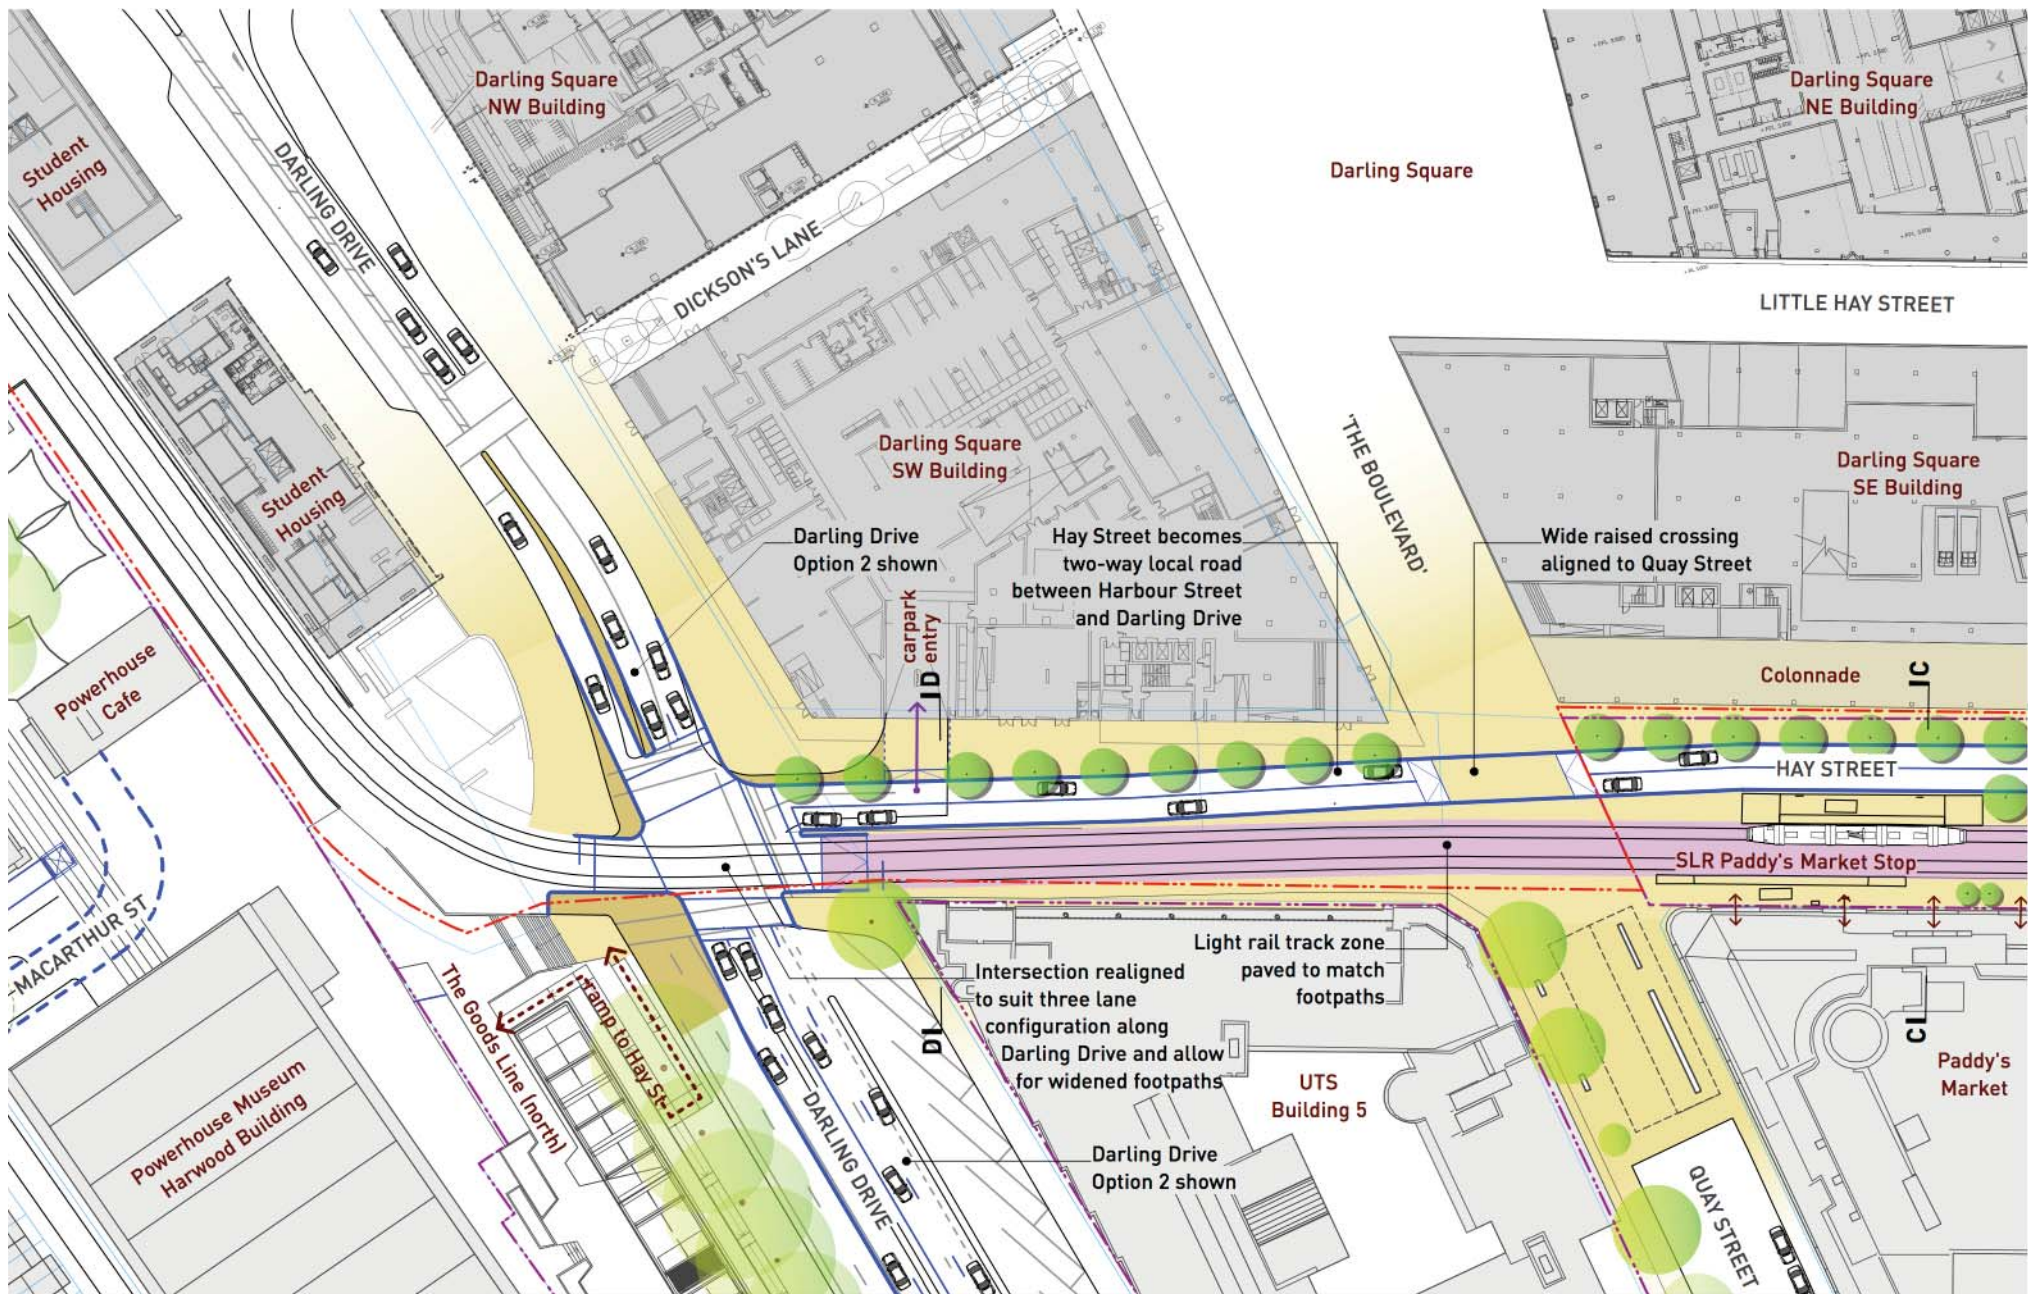 Darling Square
NW Building
Darling Square
NE Building
Student
Housing
DARLING DRIVE
Darling Square
DICKSON'S LANE
LITTLE HAY STREET
Student
Housing
Darling Square
SW Building
'THE BOULEVARD'
Darling Square
SE Building
Darling Drive
Option 2 shown
Hay Street becomes
two-way local road
between Harbour Street
and Darling Drive
Wide raised crossing
aligned to Quay Street
carpark
entry
Powerhouse
Cafe
Colonnade
ID
IC
HAY STREET
SLR Paddy's Market Stop
MACARTHUR ST
The Goods Line (north)
ramp to Hay St
Intersection realigned
to suit three lane
configuration along
Darling Drive and allow
for widened footpaths
Light rail track zone
paved to match
footpaths
DI
CI
Powerhouse Museum
Harwood Building
DARLING DRIVE
Darling Drive
Option 2 shown
UTS
Building 5
Paddy's
Market
QUAY STREET